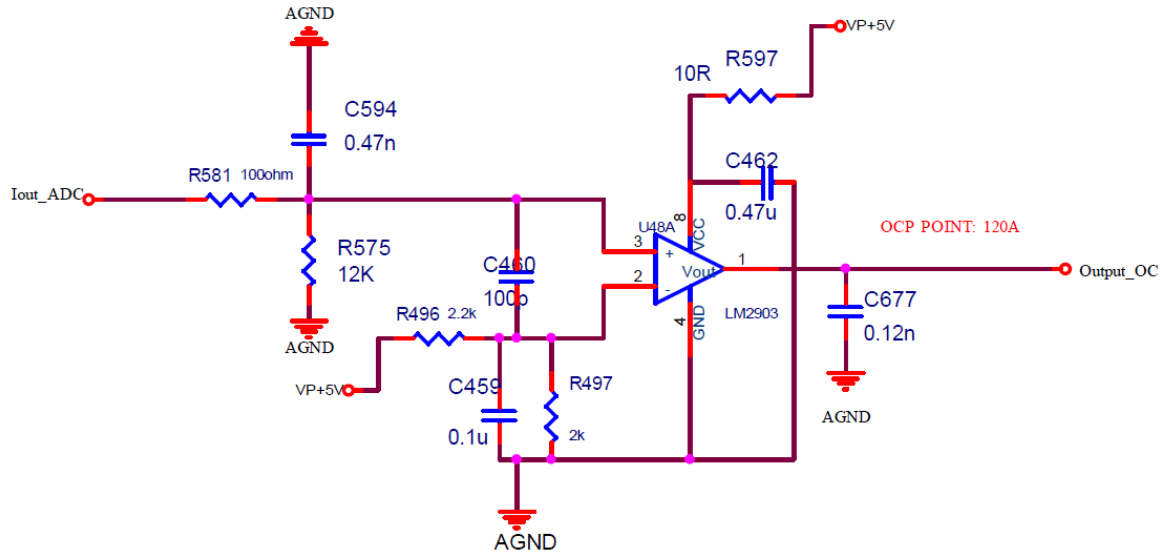 AGND
VP+5V
R597
10R
C594
0.47n
C462
0.47u
R581 100ohm
Iout_ADC
8
VCC
U48A
OCP POINT: 120A
3
+
R575
12K
C460
100p
2
-
Vout
1
Output_OC
4
GND
LM2903
C677
0.12n
R496 2.2k
AGND
VP+5V
C459
0.1u
R497
2k
AGND
AGND